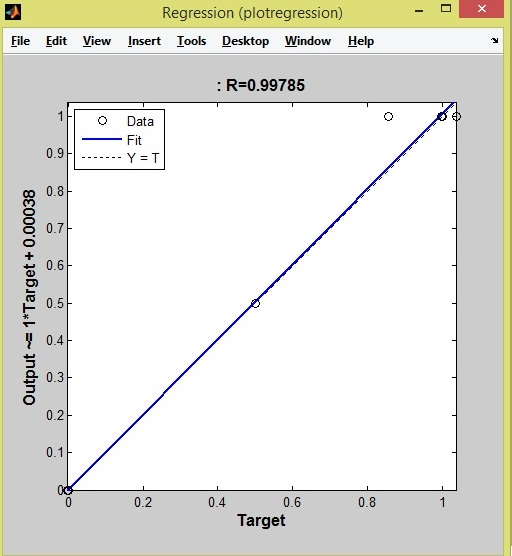 Regression (plotregression)
File Edit View Insert Tools Desktop Window Help
: R=0.99785
Data
Fit
Y = T
Output ~= 1*Target + 0.00038
1
0.9
0.8
0.7
0.6
0.5
0.4
0.3
0.2
0.1
0
0 0.2 0.4 0.6 0.8 1
Target